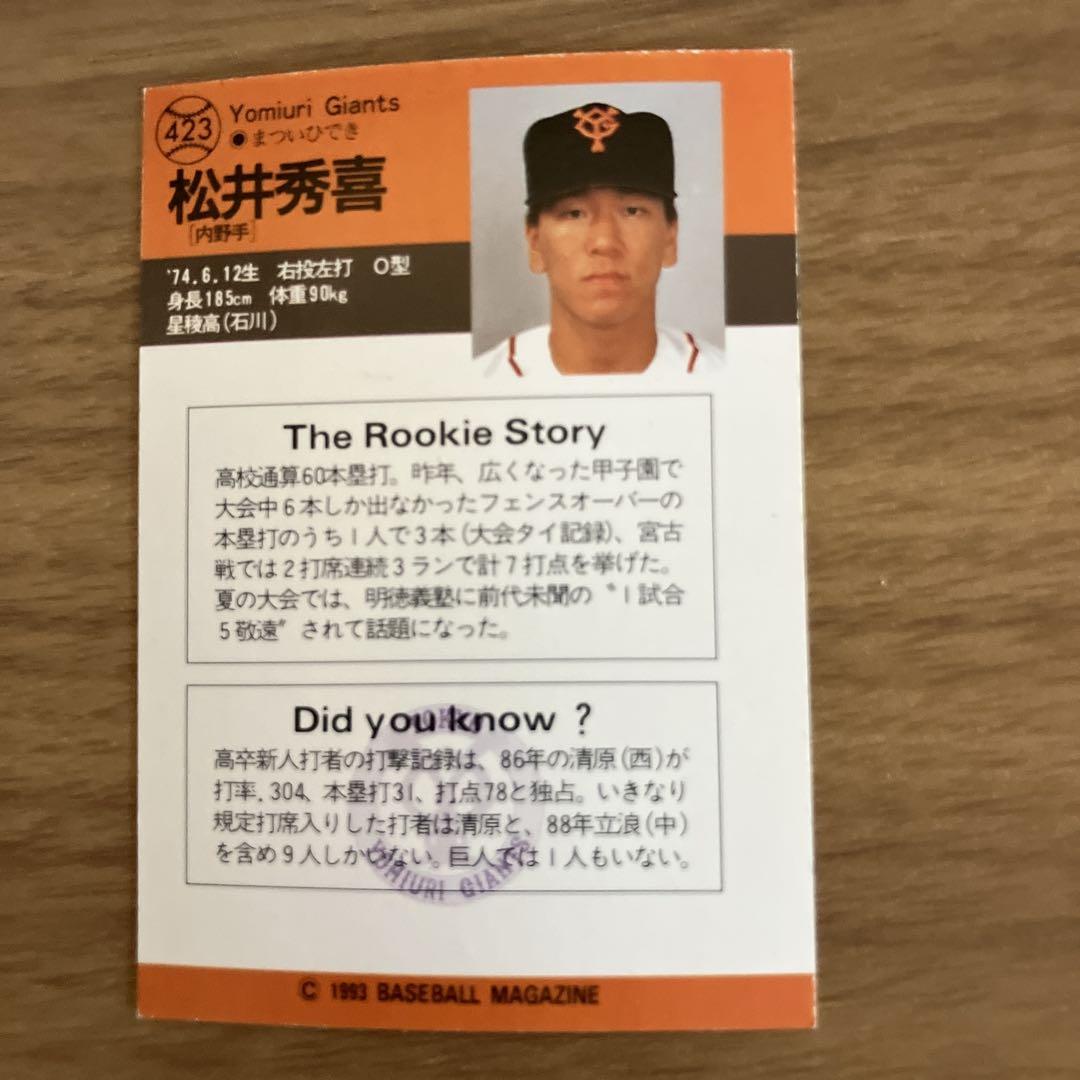 423
Yomiuri Giants
●まついひでき
松井秀喜
[内野手]
'74.6.12生 右投左打 O型
身長185cm 体重90kg
星稜高(石川)
YG
The Rookie Story
高校通算60本塁打。昨年、広くなった甲子園で
大会中6本しか出なかったフェンスオーバーの
本塁打のうち1人で3本(大会タイ記録)、宮古
戦では2打席連続3ランで計7打点を挙げた。
夏の大会では、明徳義塾に前代未聞の〝1試合
5敬遠〟されて話題になった。
Did you know ?
高卒新人打者の打撃記録は、86年の清原(西)が
打率.304、本塁打31、打点78と独占。いきなり
規定打席入りした打者は清原と、88年立浪(中)
を含め9人しかいない。巨人では1人もいない。
TOKYO
YOMIURI GIANTS
© 1993 BASEBALL MAGAZINE